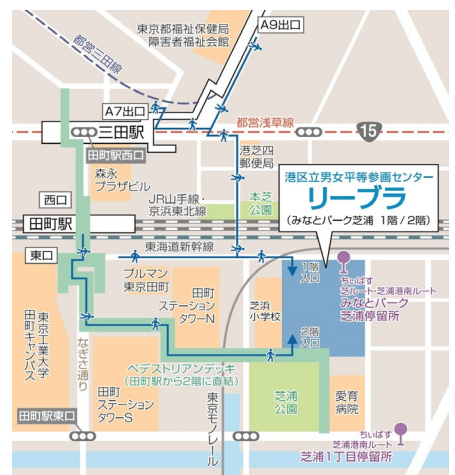 東京都福祉保健局
障害者福祉会館
A9出口
都営三田線
A7出口
三田駅
都営浅草線
15
田町駅西口
港芝四
郵便局
森永
プラザビル
港区立男女平等参画センター
リーブラ
(みなとパーク芝浦 1階/2階)
西口
JR山手線・
京浜東北線
本芝
公園
田町駅
東海道新幹線
東口
プルマン
東京田町
田町
ステーション
タワーN
芝浜
小学校
1階
入口
2階
入口
ちぃばす
芝ルート・芝浦港南ルート
みなとパーク
芝浦停留所
東京工業大学
田町キャンパス
なぎさ通り
ペデストリアンデッキ
(田町駅から2階に直結)
田町
ステーション
タワーS
東京モノレール
芝浦
公園
愛育
病院
田町駅東口
ちぃばす
芝浦港南ルート
芝浦1丁目停留所